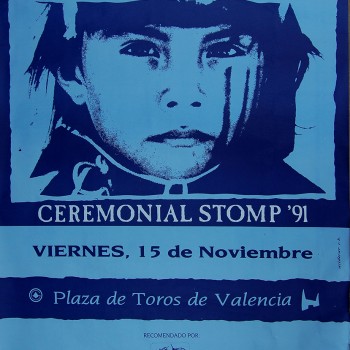 CEREMONIAL STOMP '91
VIERNES, 15 de Noviembre
Plaza de Toros de Valencia
RECOMENDADO POR: